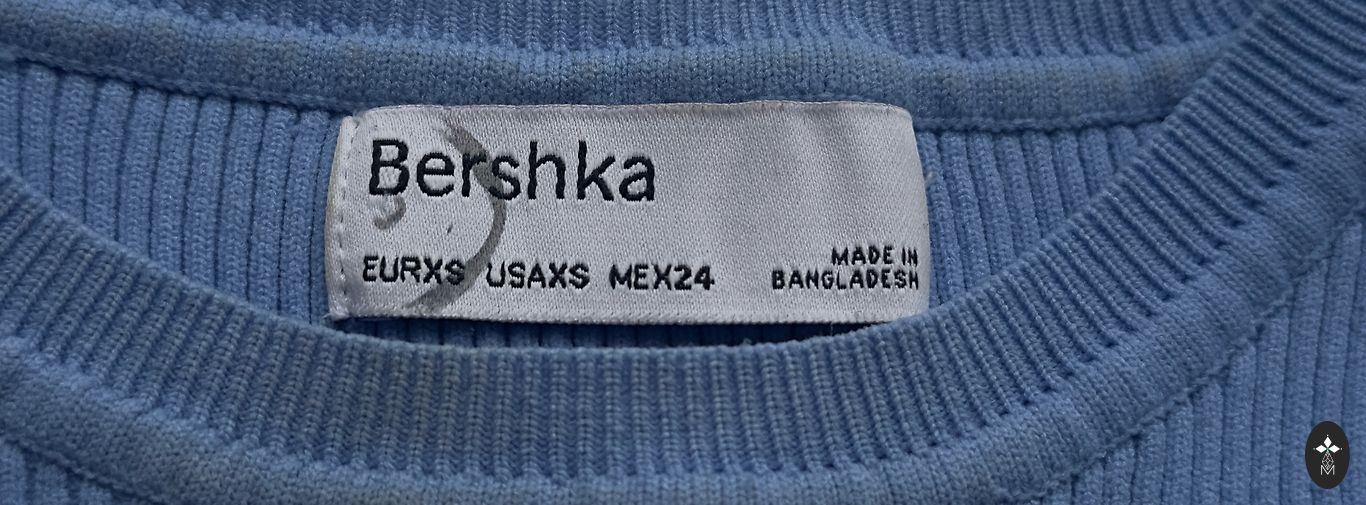 Bershka
EURXS USAXS MEX24
MADE IN
BANGLADESH
M